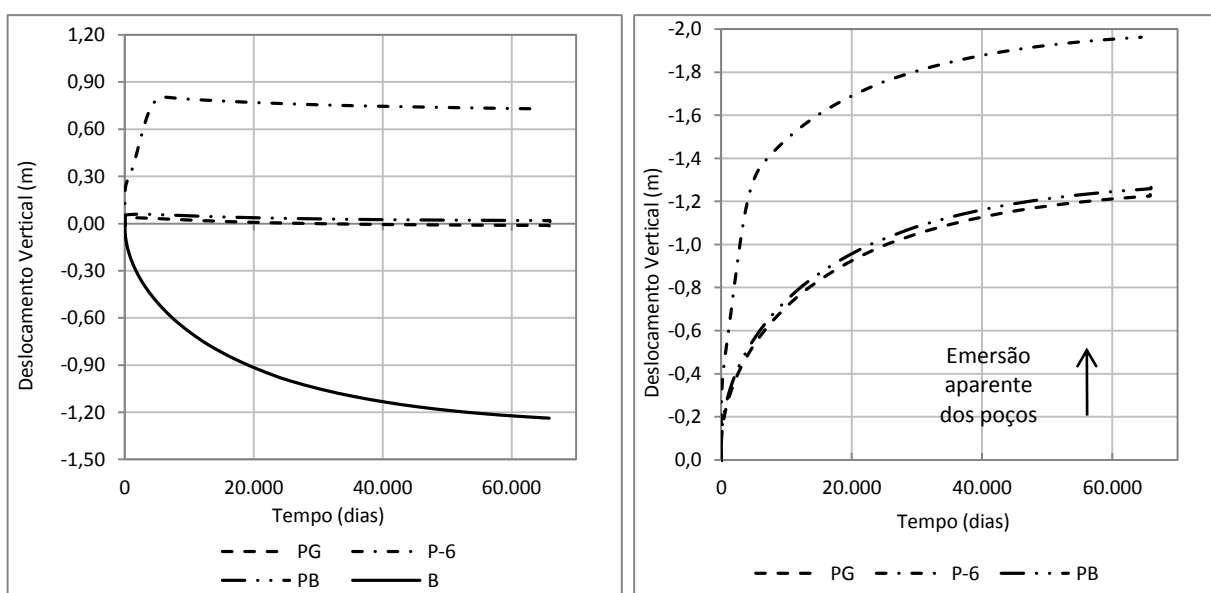 1,20
0,90
0,60
0,30
0,00
-0,30
-0,60
-0,90
-1,20
-1,50
Deslocamento Vertical (m)
0 20.000 40.000 60.000
Tempo (dias)
PG P-6
PB B
-2,0
-1,8
-1,6
-1,4
-1,2
-1,0
-0,8
-0,6
-0,4
-0,2
0,0
Deslocamento Vertical (m)
Emersão
aparente
dos poços
0 20.000 40.000 60.000
Tempo (dias)
PG P-6 PB